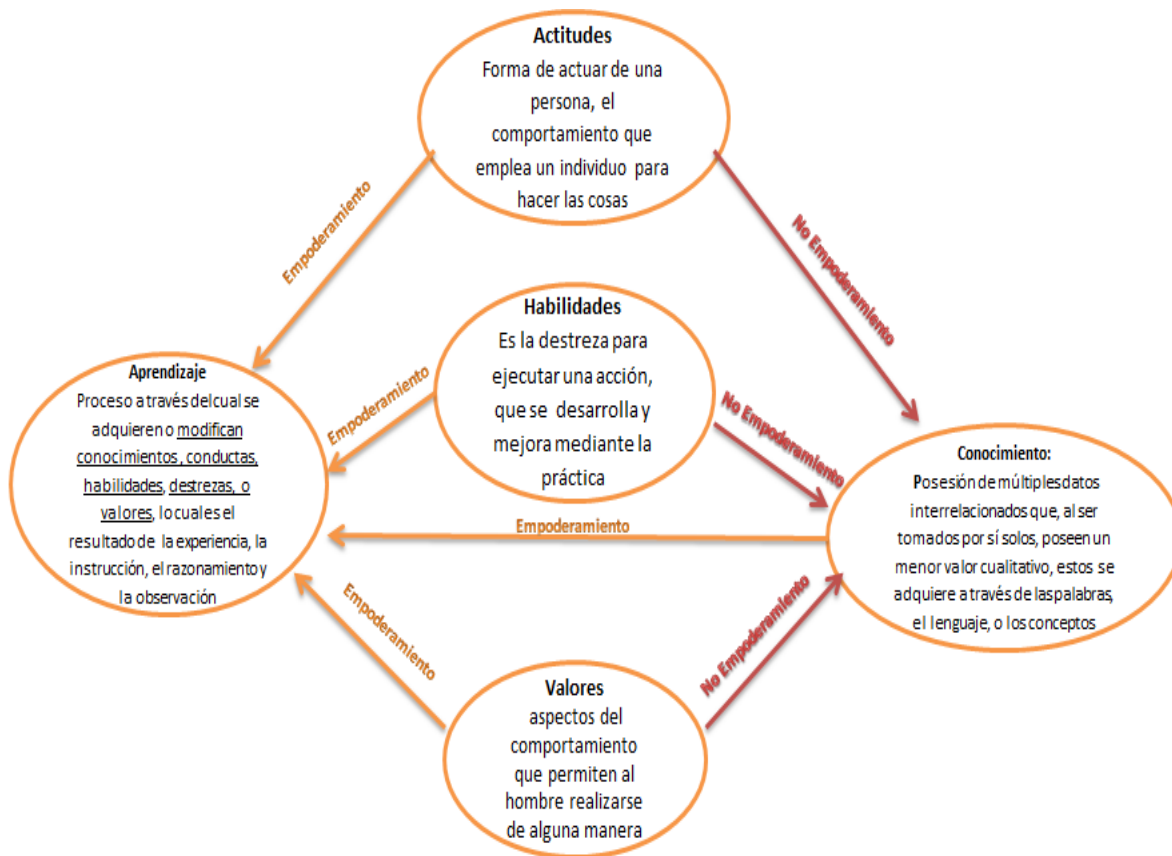 Actitudes
Forma de actuar de una
persona, el
comportamiento que
emplea un individuo para
hacer las cosas
Empoderamiento
No Empoderamiento
Habilidades
Es la destreza para
ejecutar una acción,
que se desarrolla y
mejora mediante la
práctica
Empoderamiento
No Empoderamiento
Aprendizaje
Proceso a través del cual se
adquieren o modifican
conocimientos, conductas,
habilidades, destrezas, o
valores, lo cuales el
resultado de la experiencia, la
instrucción, el razonamiento y
la observación
Empoderamiento
Conocimiento:
Posesión de múltiples datos
interrelacionados que, al ser
tomados por sí solos, poseen un
menor valor cualitativo, estos se
adquiere a través de las palabras,
el lenguaje, o los conceptos
Empoderamiento
No Empoderamiento
Valores
aspectos del
comportamiento
que permiten al
hombre realizarse
de alguna manera